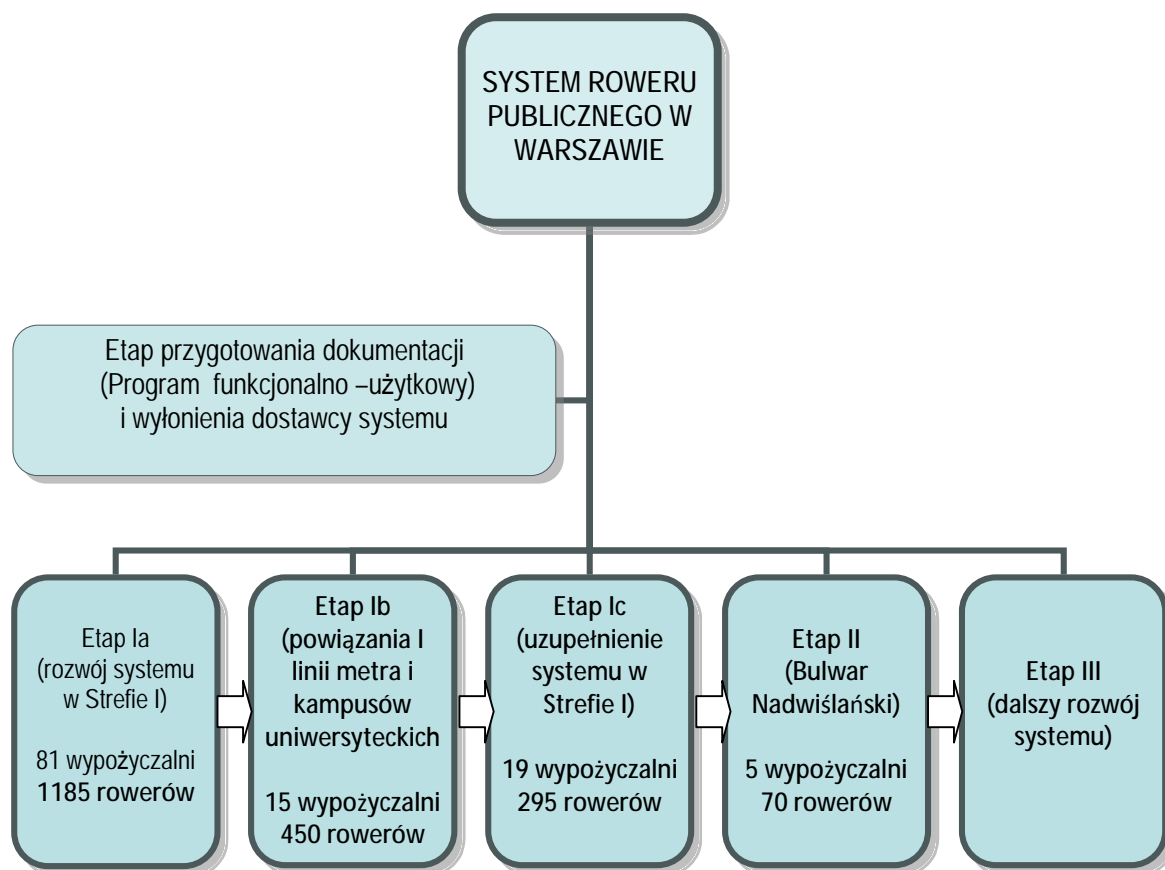 SYSTEM ROWERU
PUBLICZNEGO W
WARSZAWIE
Etap przygotowania dokumentacji
(Program funkcjonalno –użytkowy)
i wyłonienia dostawcy systemu
Etap Ia
(rozwój systemu
w Strefie I)
81 wypożyczalni
1185 rowerów
Etap Ib
(powiązania I
linii metra i
kampusów
uniwersyteckich
15 wypożyczalni
450 rowerów
Etap Ic
(uzupełnienie
systemu w
Strefie I)
19 wypożyczalni
295 rowerów
Etap II
(Bulwar
Nadwiślański)
5 wypożyczalni
70 rowerów
Etap III
(dalszy rozwój
systemu)